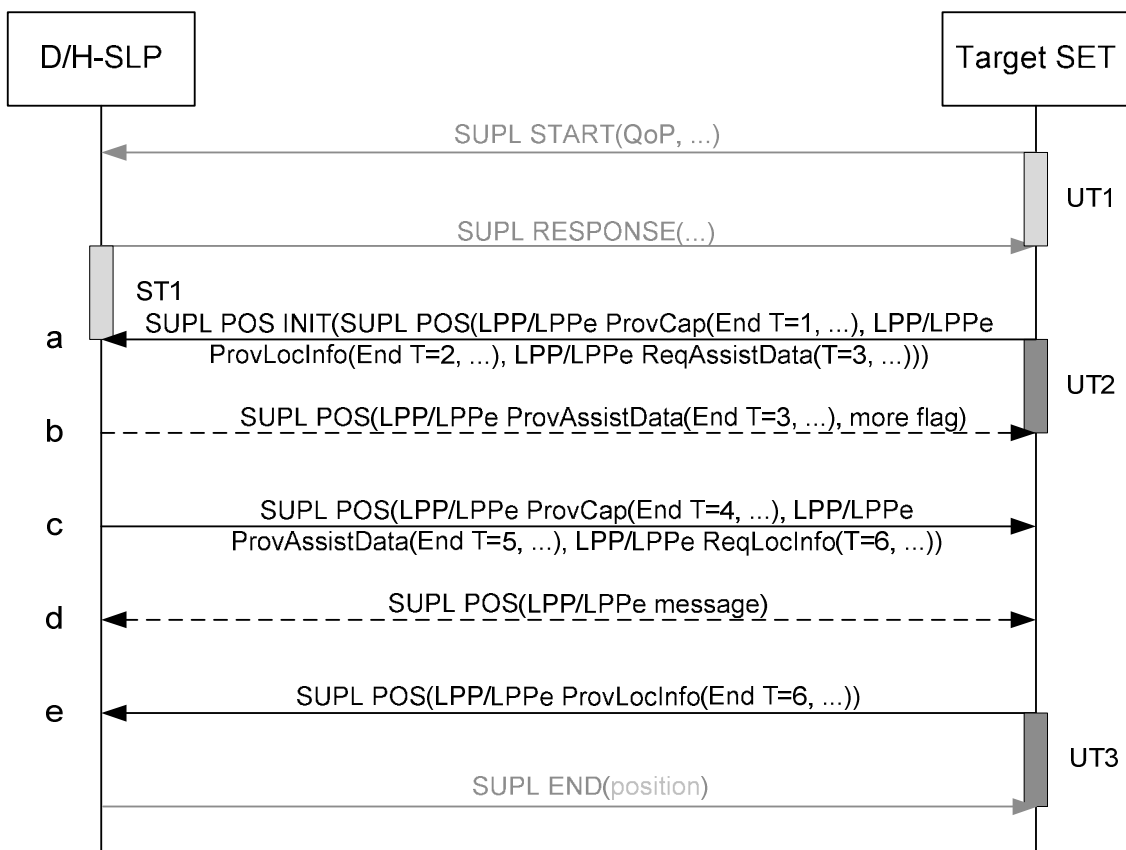 D/H-SLP
Target SET
SUPL START(QoP, ...)
UT1
SUPL RESPONSE(...)
ST1
a
SUPL POS INIT(SUPL POS(LPP/LPPe ProvCap(End T=1, ...), LPP/LPPe
ProvLocInfo(End T=2, ...), LPP/LPPe ReqAssistData(T=3, ...)))
UT2
b
SUPL POS(LPP/LPPe ProvAssistData(End T=3, ...), more flag)
c
SUPL POS(LPP/LPPe ProvCap(End T=4, ...), LPP/LPPe
ProvAssistData(End T=5, ...), LPP/LPPe ReqLocInfo(T=6, ...))
d
SUPL POS(LPP/LPPe message)
e
SUPL POS(LPP/LPPe ProvLocInfo(End T=6, ...))
UT3
SUPL END(position)